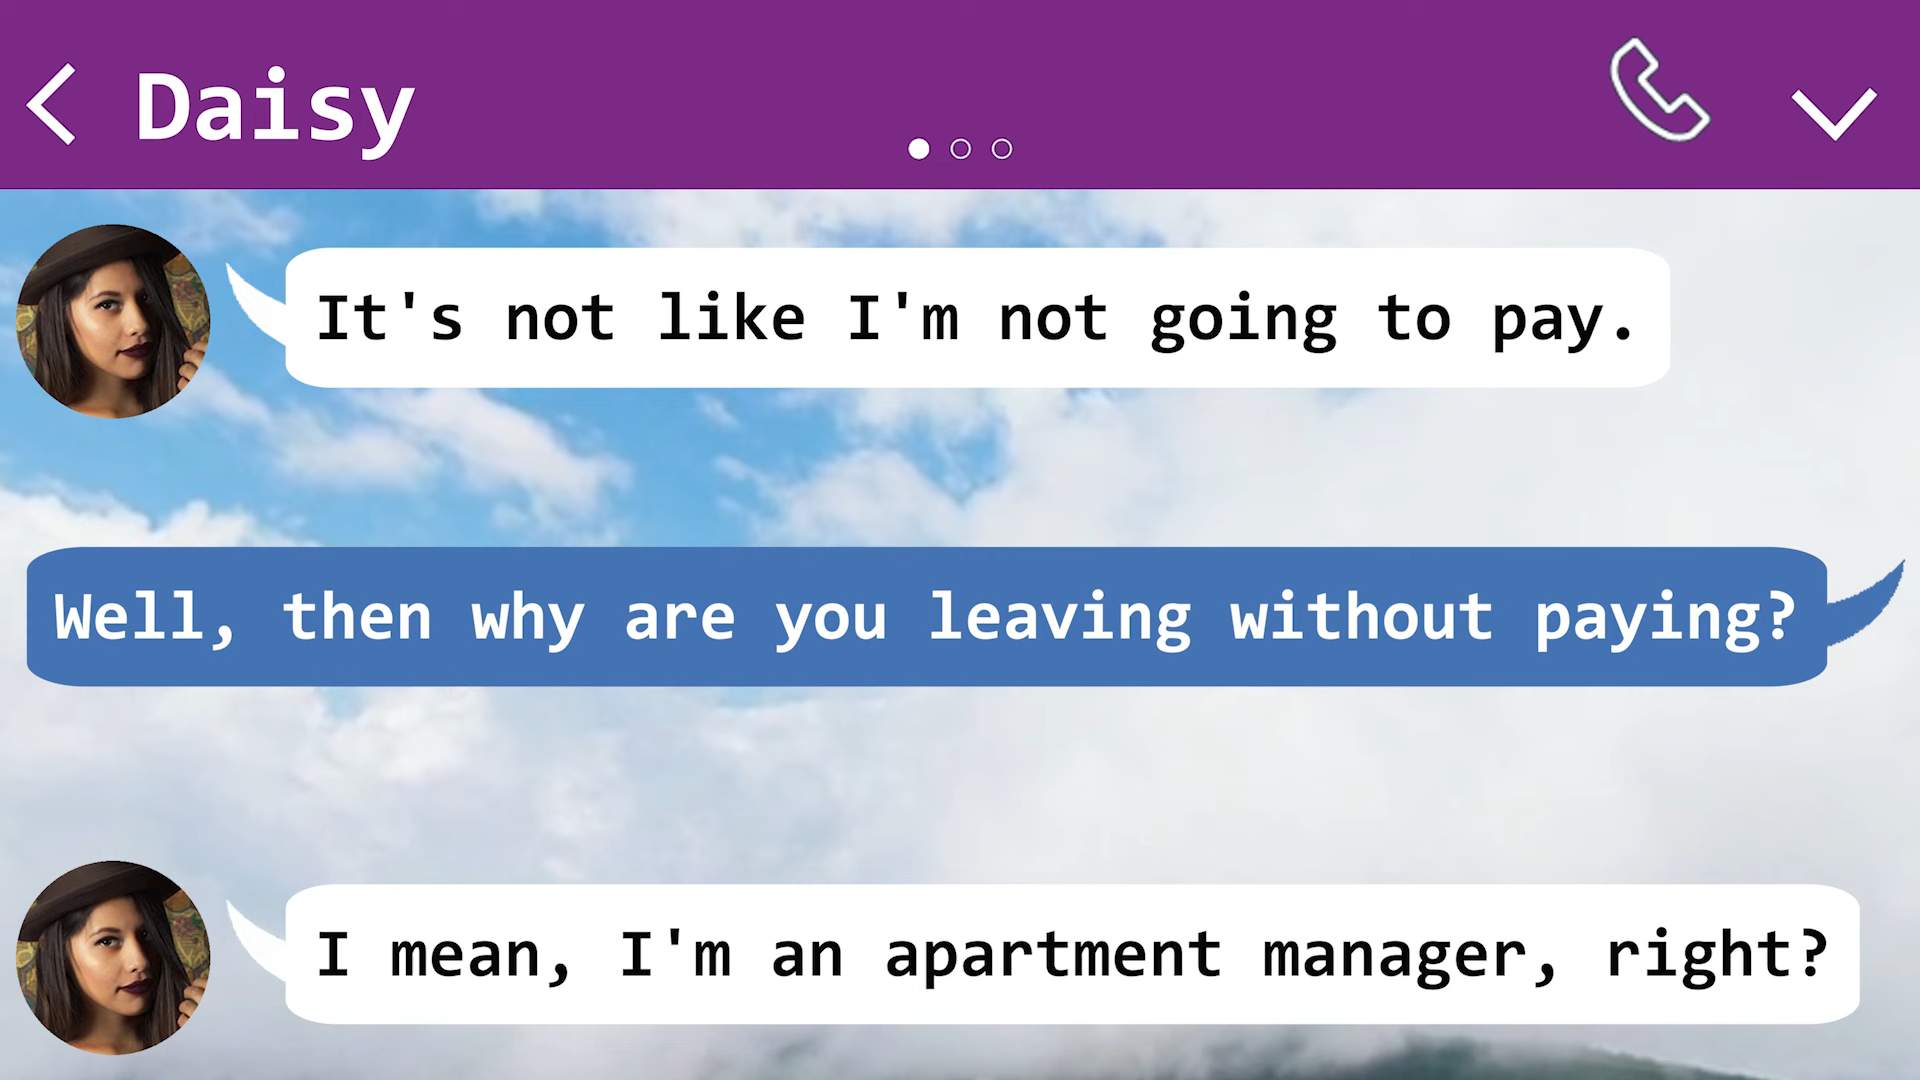 Daisy
It's not like I'm not going to pay.
Well, then why are you leaving without paying?
I mean, I'm an apartment manager, right?